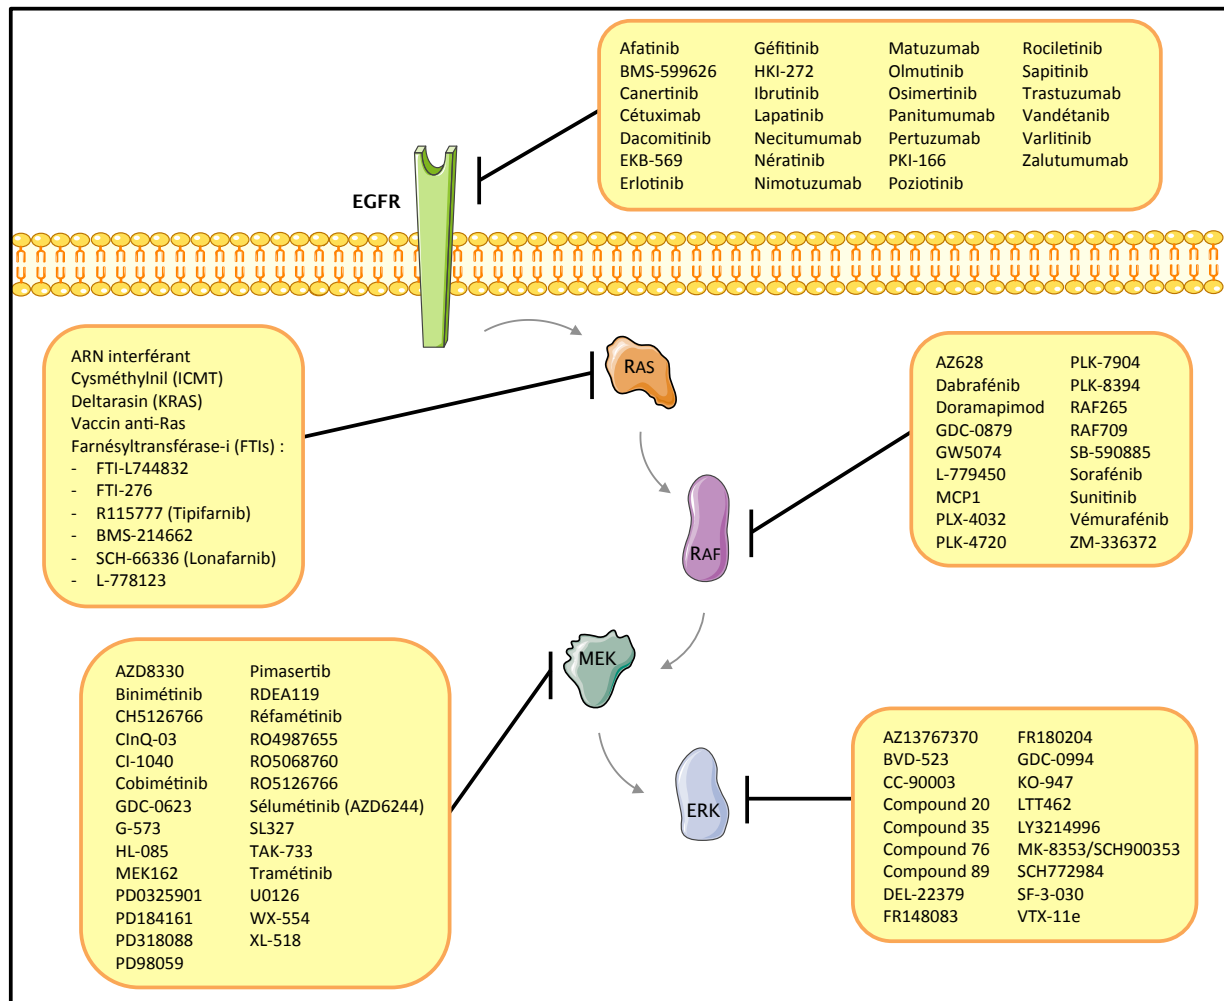 Afatinib Géfitinib Matuzumab Rociletinib
BMS-599626 HKI-272 Olmutinib Sapitinib
Canertinib Ibrutinib Osimertinib Trastuzumab
Cétuximab Lapatinib Panitumumab Vandétanib
Dacomitinib Necitumumab Pertuzumab Varlitinib
EKB-569 Nératinib PKI-166 Zalutumumab
Erlotinib Nimotuzumab Poziotinib
EGFR
ARN interférant
Cysméthylnil (ICMT)
Deltarasin (KRAS)
Vaccin anti-Ras
Farnésyltransférase-i (FTIs) :
- FTI-L744832
- FTI-276
- R115777 (Tipifarnib)
- BMS-214662
- SCH-66336 (Lonafarnib)
- L-778123
RAS
AZ628 PLK-7904
Dabrafénib PLK-8394
Doramapimod RAF265
GDC-0879 RAF709
GW5074 SB-590885
L-779450 Sorafénib
MCP1 Sunitinib
PLX-4032 Vémurafénib
PLK-4720 ZM-336372
RAF
MEK
AZD8330 Pimasertib
Binimétinib RDEA119
CH5126766 Réfamétinib
CInQ-03 RO4987655
CI-1040 RO5068760
Cobimétinib RO5126766
GDC-0623 Sélumétinib (AZD6244)
G-573 SL327
HL-085 TAK-733
MEK162 Tramétinib
PD0325901 U0126
PD184161 WX-554
PD318088 XL-518
PD98059
ERK
AZ13767370 FR180204
BVD-523 GDC-0994
CC-90003 KO-947
Compound 20 LTT462
Compound 35 LY3214996
Compound 76 MK-8353/SCH900353
Compound 89 SCH772984
DEL-22379 SF-3-030
FR148083 VTX-11e